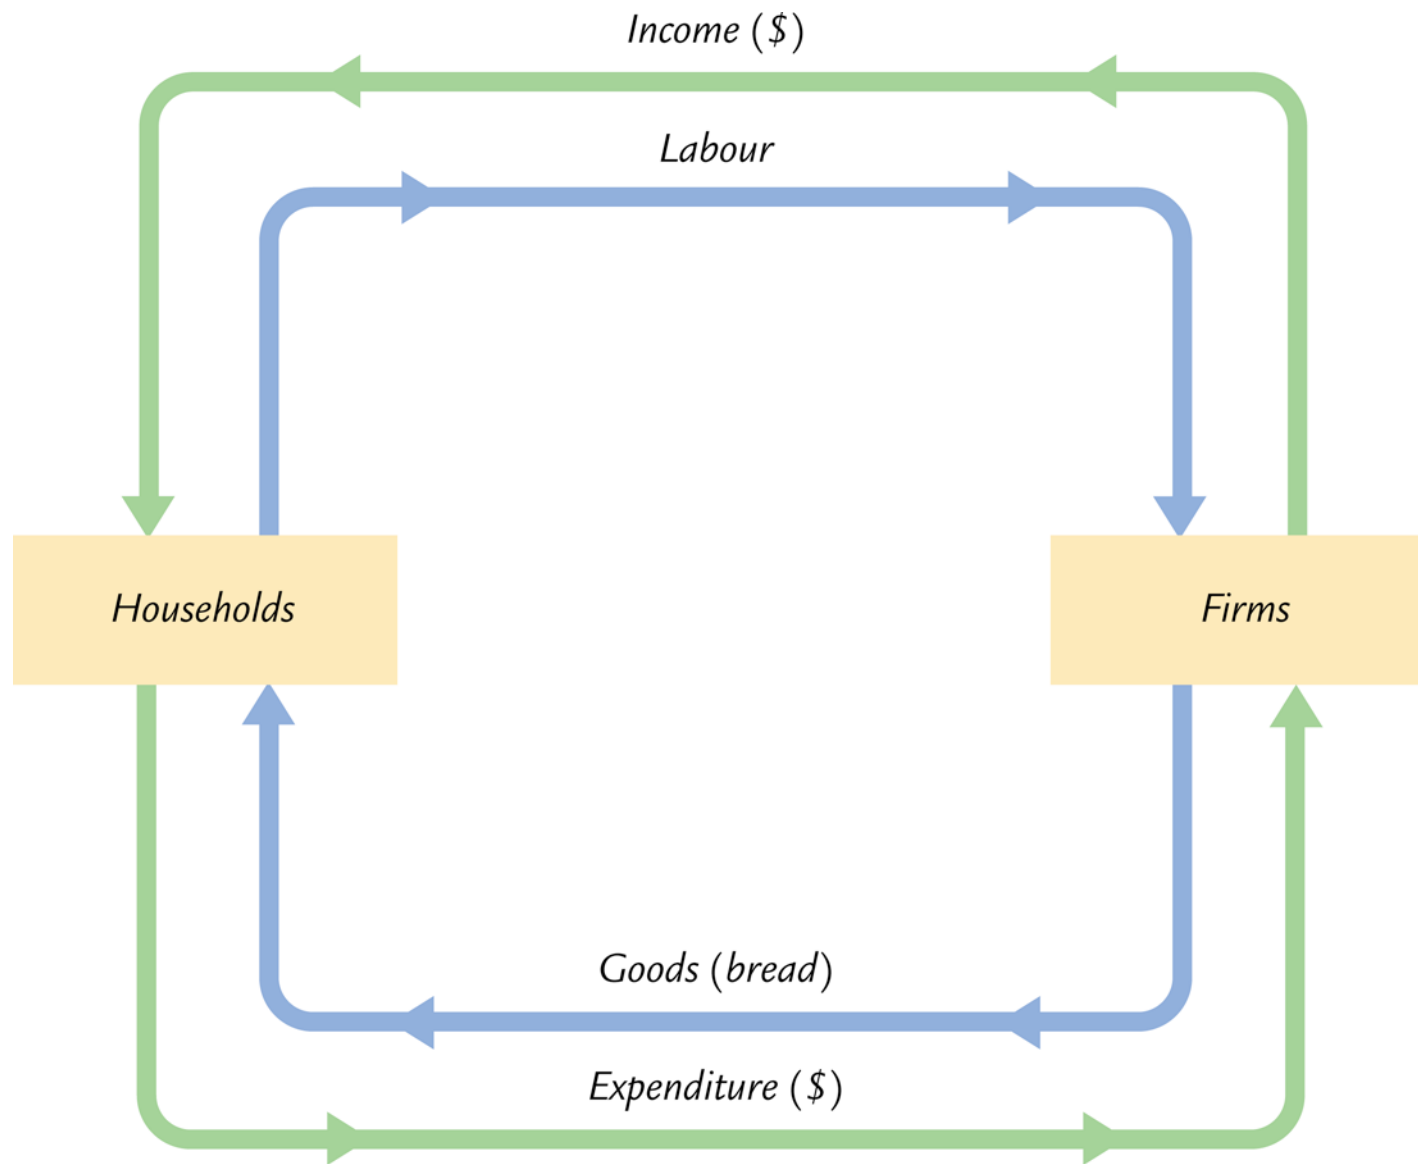 Income ($)
Labour
Households
Firms
Goods (bread)
Expenditure ($)